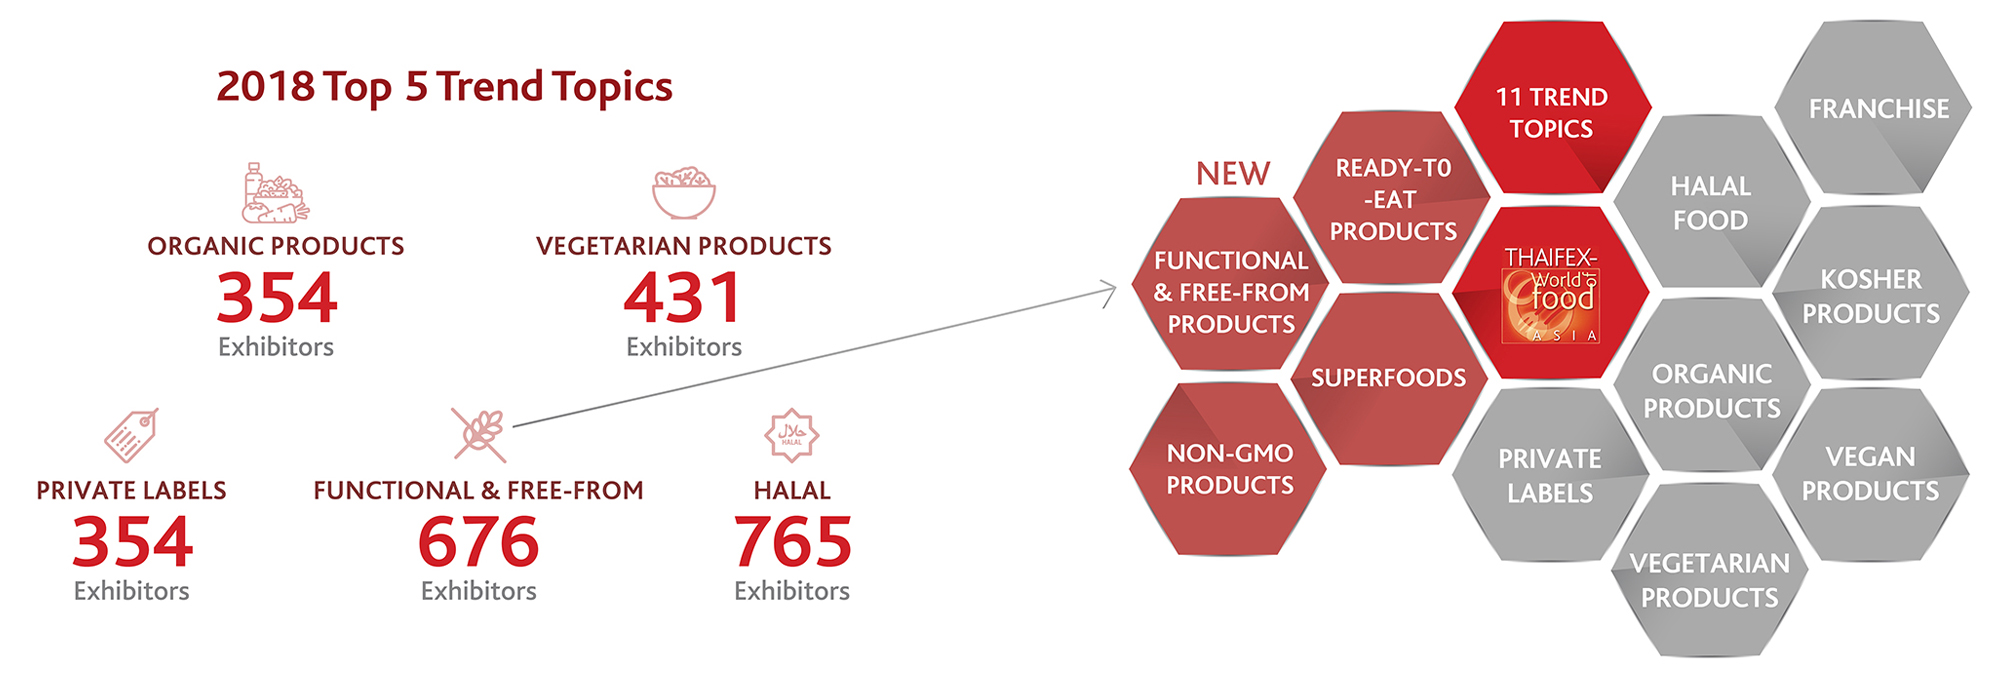 2018 Top 5 Trend Topics
ORGANIC PRODUCTS
354
Exhibitors
VEGETARIAN PRODUCTS
431
Exhibitors
PRIVATE LABELS
354
Exhibitors
FUNCTIONAL & FREE-FROM
676
Exhibitors
حلال
HALAL
HALAL
765
Exhibitors
NEW
FUNCTIONAL
& FREE-FROM
PRODUCTS
NON-GMO
PRODUCTS
READY-T0
-EAT
PRODUCTS
SUPERFOODS
11 TREND
TOPICS
THAIFEX-
World of
food
ASIA
PRIVATE
LABELS
HALAL
FOOD
ORGANIC
PRODUCTS
VEGETARIAN
PRODUCTS
FRANCHISE
KOSHER
PRODUCTS
VEGAN
PRODUCTS